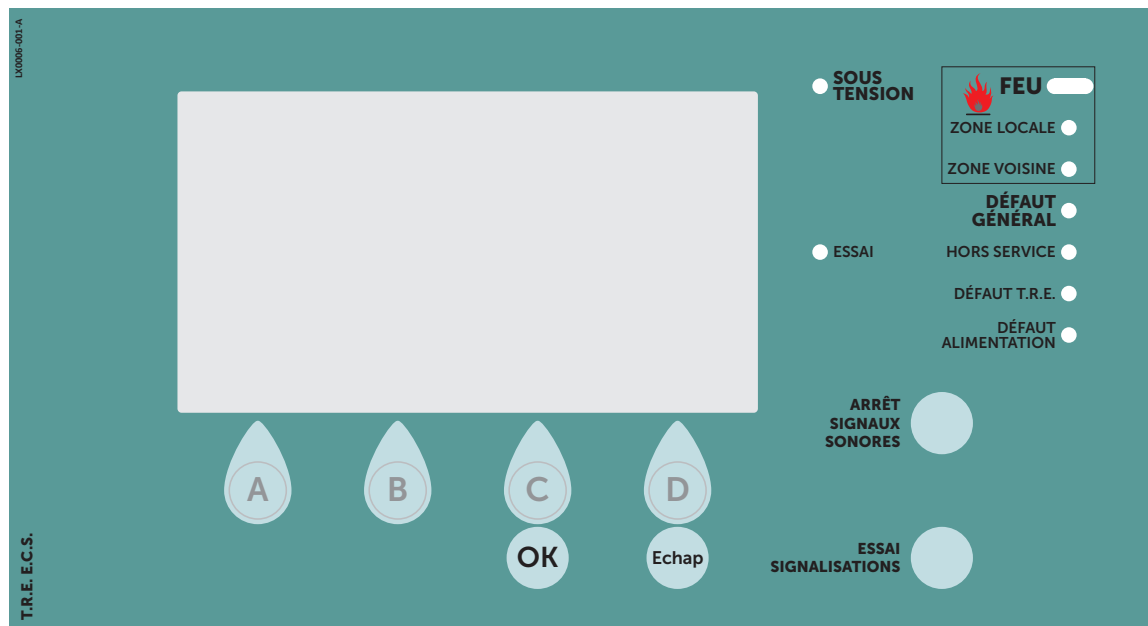 LX0006-001-A
SOUS
TENSION
FEU
ZONE LOCALE
ZONE VOISINE
DÉFAUT
GÉNÉRAL
ESSAI
HORS SERVICE
DÉFAUT T.R.E.
DÉFAUT
ALIMENTATION
ARRÊT
SIGNAUX
SONORES
A
B
C
D
OK
Echap
ESSAI
SIGNALISATIONS
T.R.E. E.C.S.